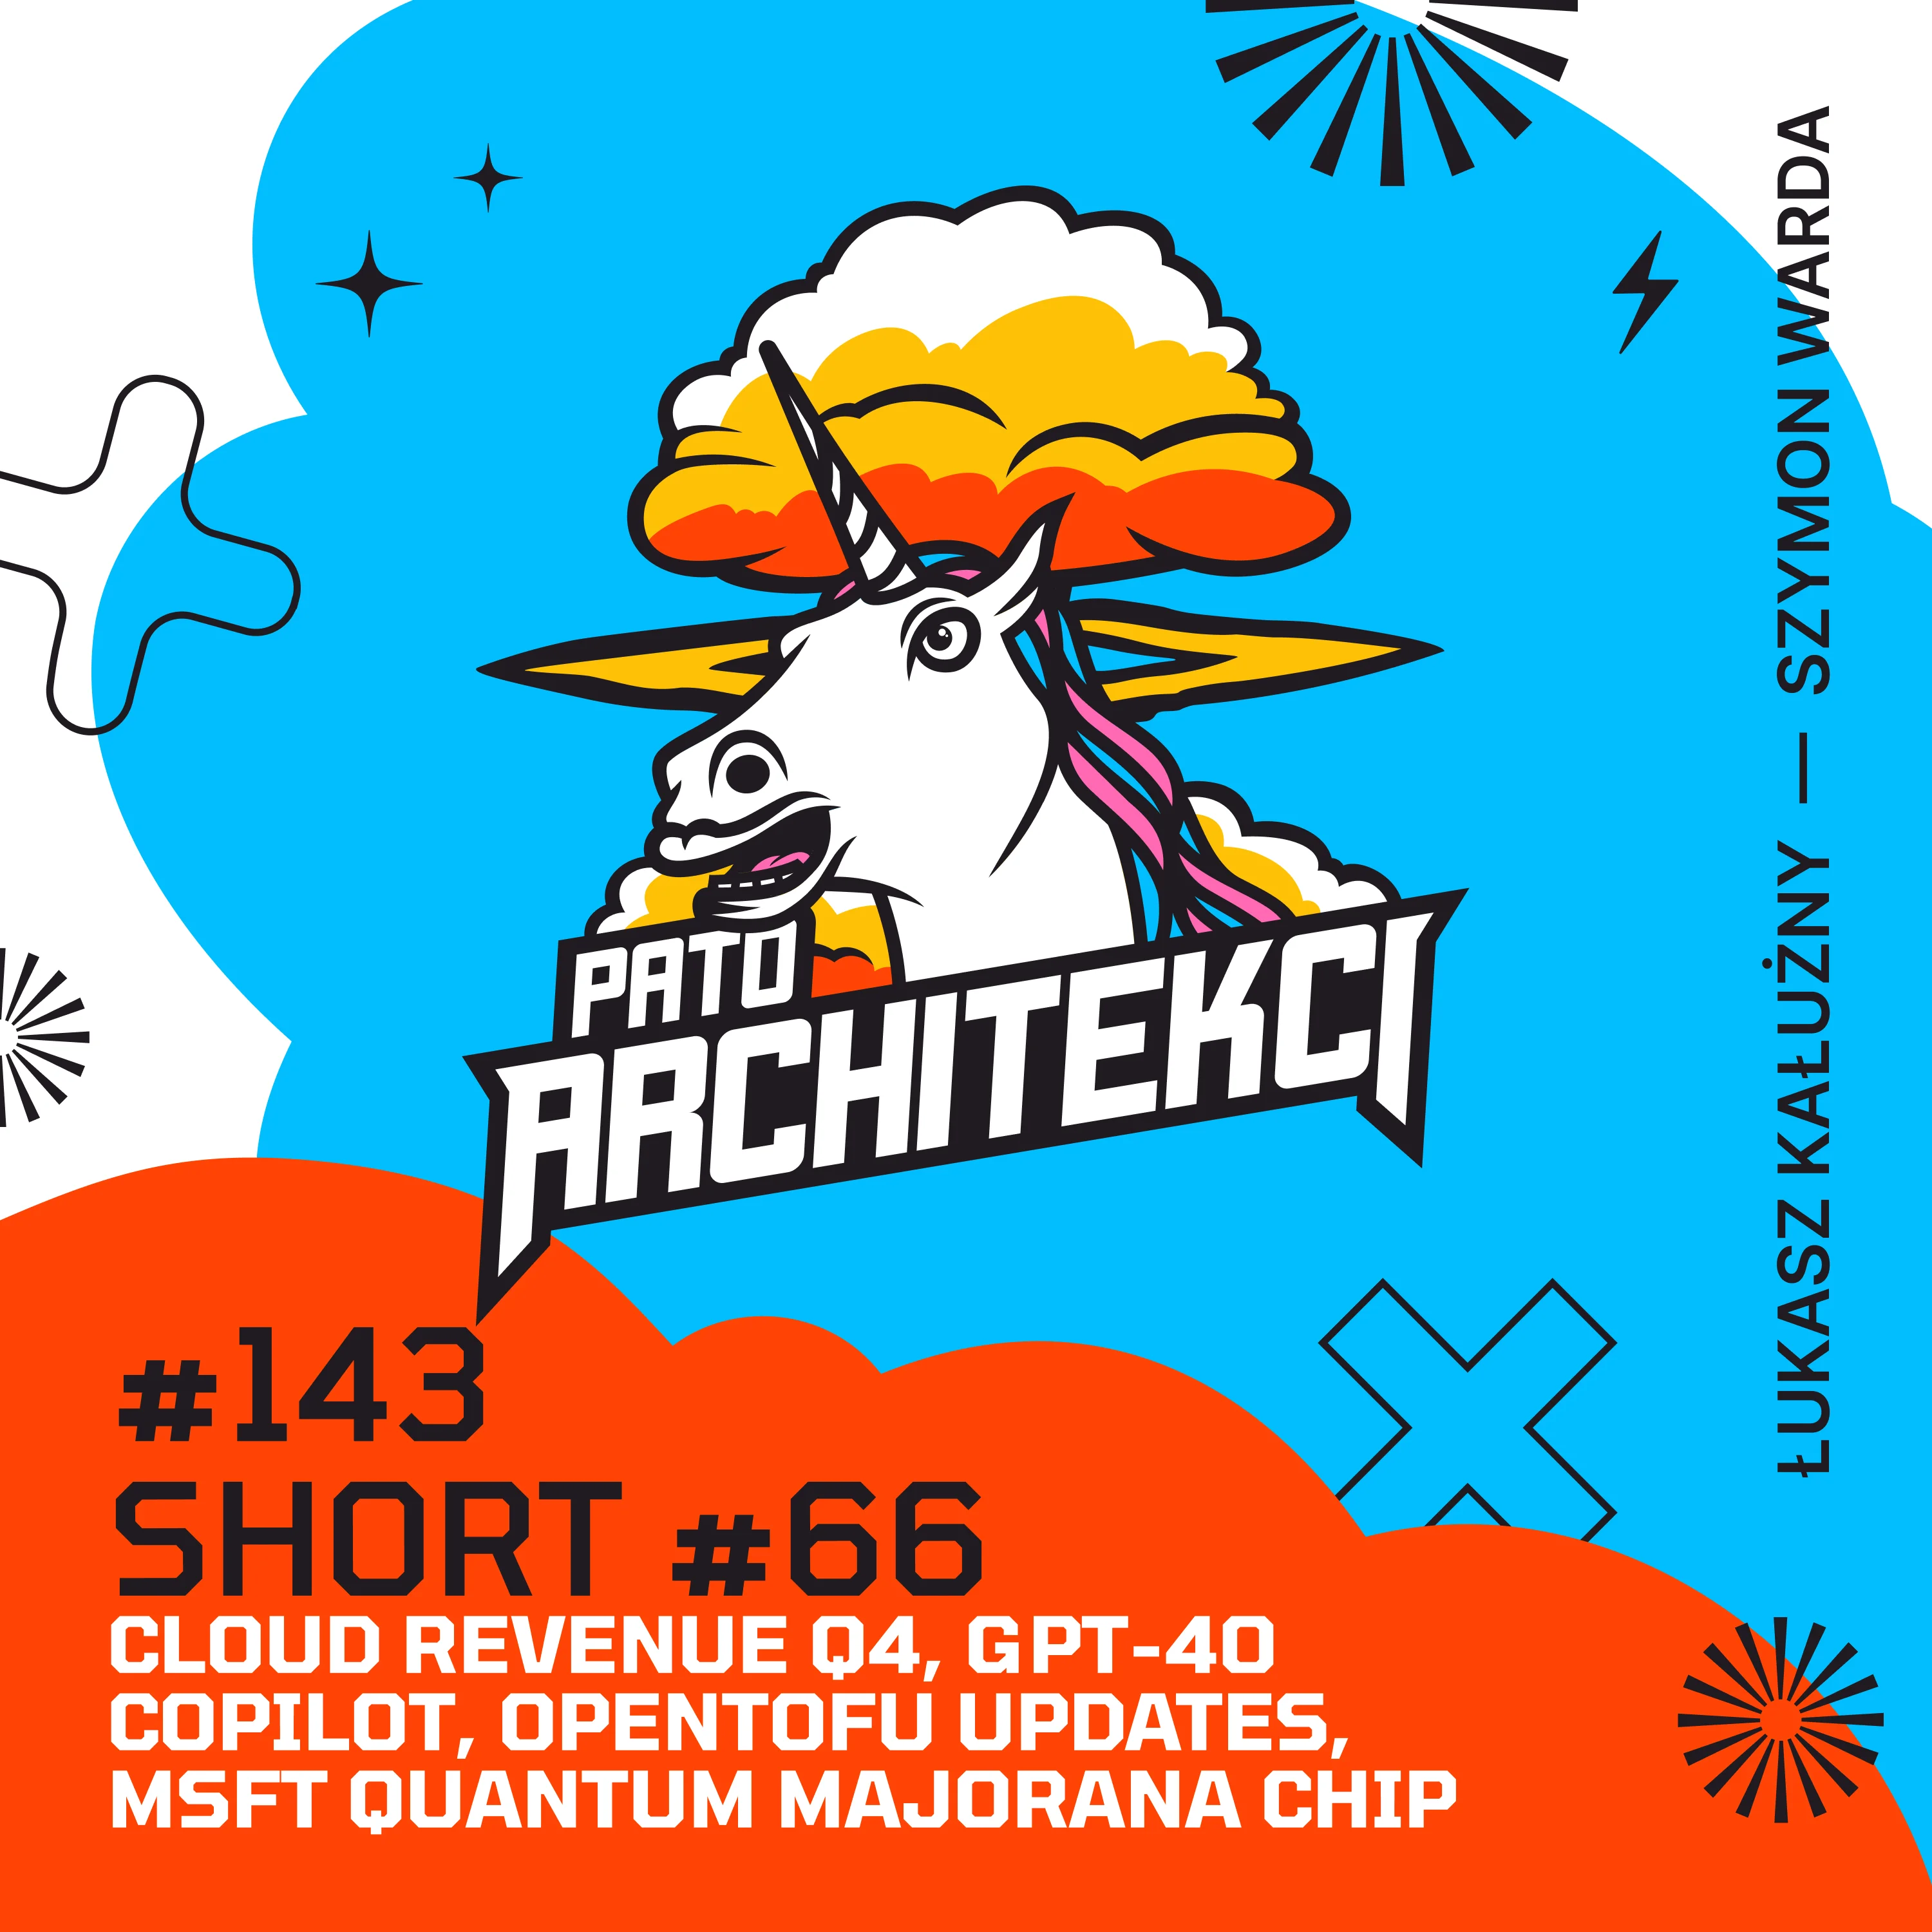 PATO
ARCHITEKCI
#143
SHORT #66
CLOUD REVENUE Q4, GPT-4O
COPILOT, OPENTOFU UPDATES,
MSFT QUANTUM MAJORANA CHIP
ŁUKASZ KAŁUŻNY — SZYMON WARDA